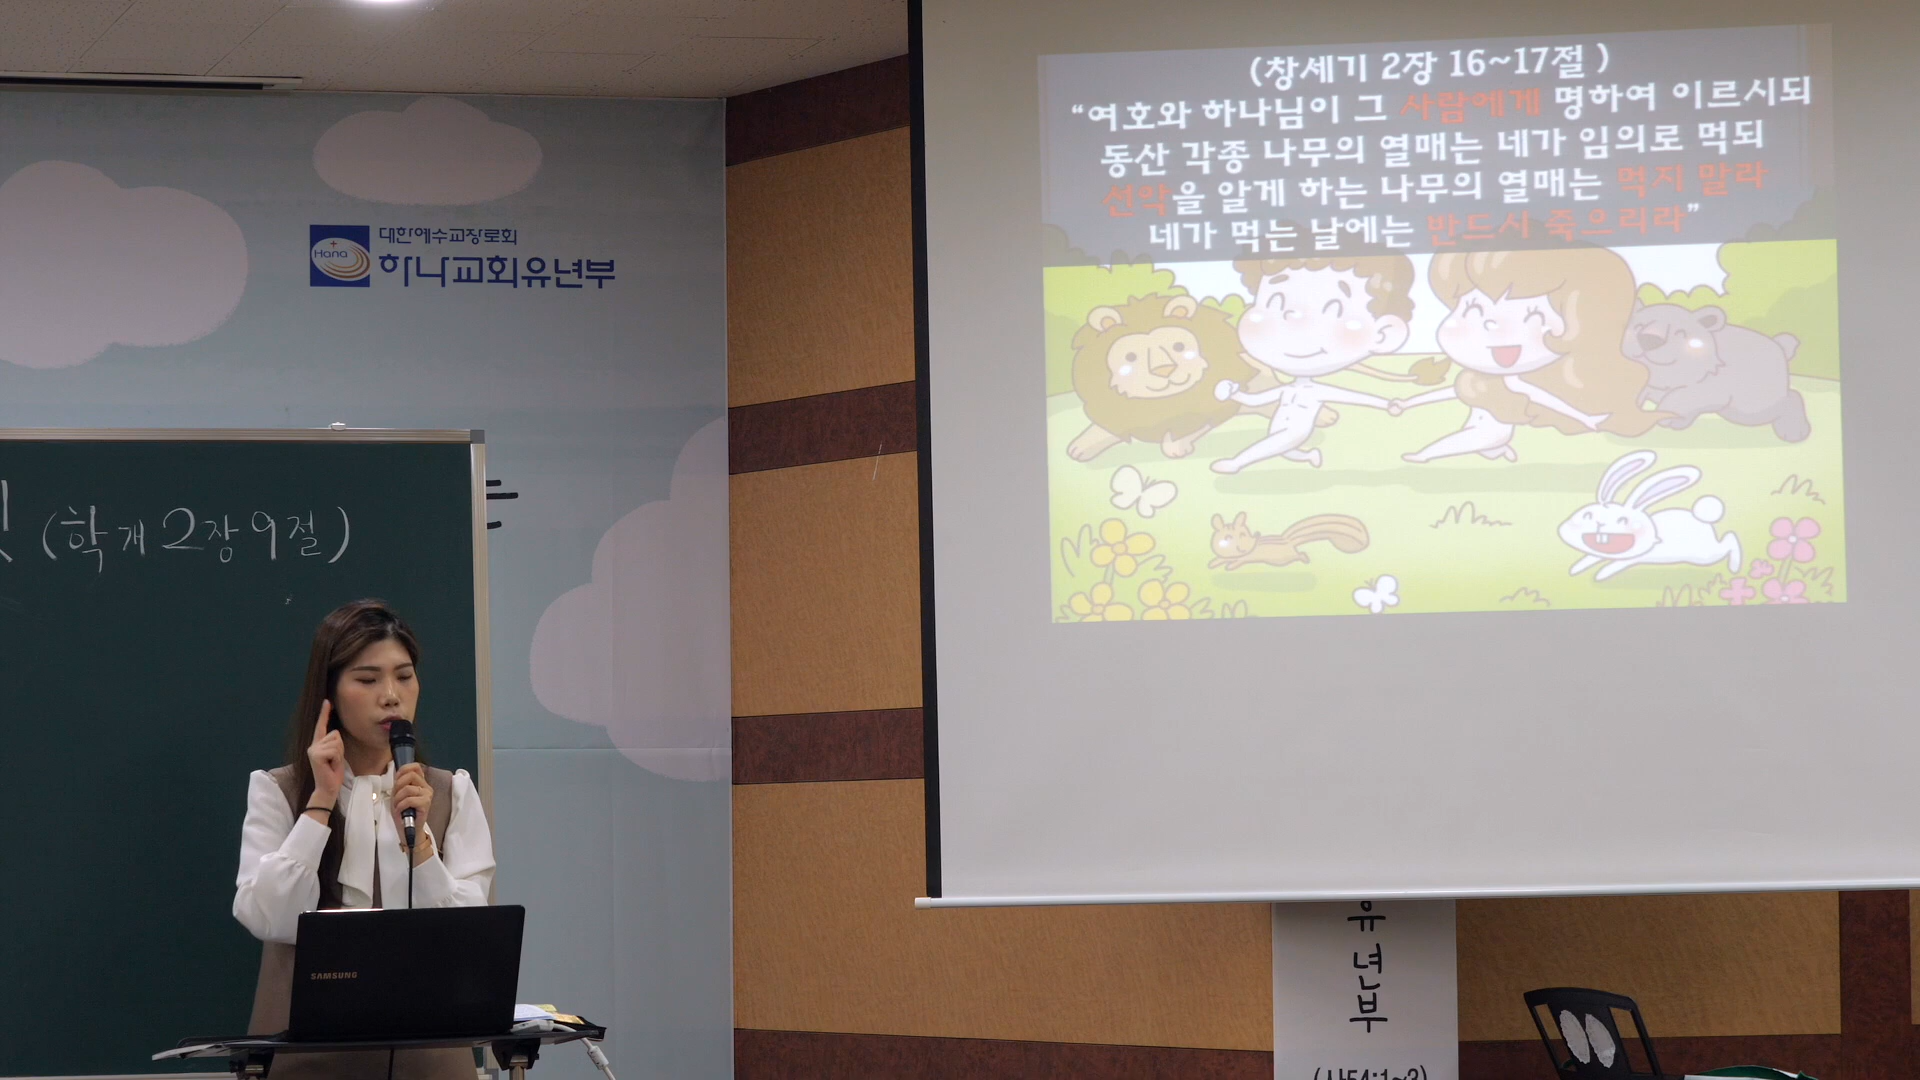 (창세기 2장 16~17절 )
“여호와 하나님이 그 사람에게 명하여 이르시되
동산 각종 나무의 열매는 네가 임의로 먹되
선악을 알게 하는 나무의 열매는 먹지 말라
네가 먹는 날에는 반드시 죽으리라”
Hana
대한예수교장로회
하나교회유년부
(학개 2장 9절)
SAMSUNG
유년부